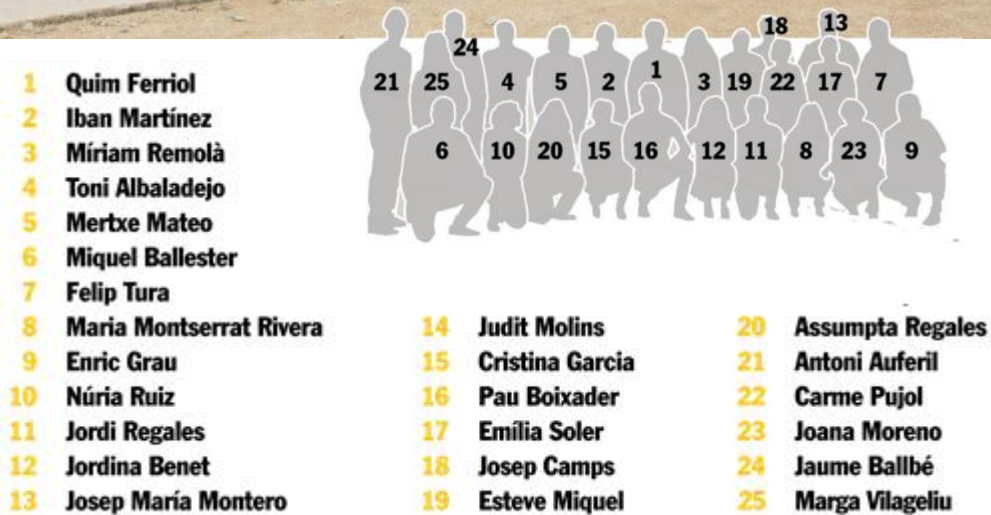 18 13
24
21 25 4 5 2 1 3 19 22 17 7
6 10 20 15 16 12 11 8 23 9
1 Quim Ferriol
2 Iban Martínez
3 Míriam Remolà
4 Toni Albaladejo
5 Mertxe Mateo
6 Miquel Ballester
7 Felip Tura
8 Maria Montserrat Rivera
9 Enric Grau
10 Núria Ruiz
11 Jordi Regales
12 Jordina Benet
13 Josep María Montero
14 Judit Molins
15 Cristina Garcia
16 Pau Boixader
17 Emília Soler
18 Josep Camps
19 Esteve Miquel
20 Assumpta Regales
21 Antoni Auferil
22 Carme Pujol
23 Joana Moreno
24 Jaume Ballbé
25 Marga Vilageliu